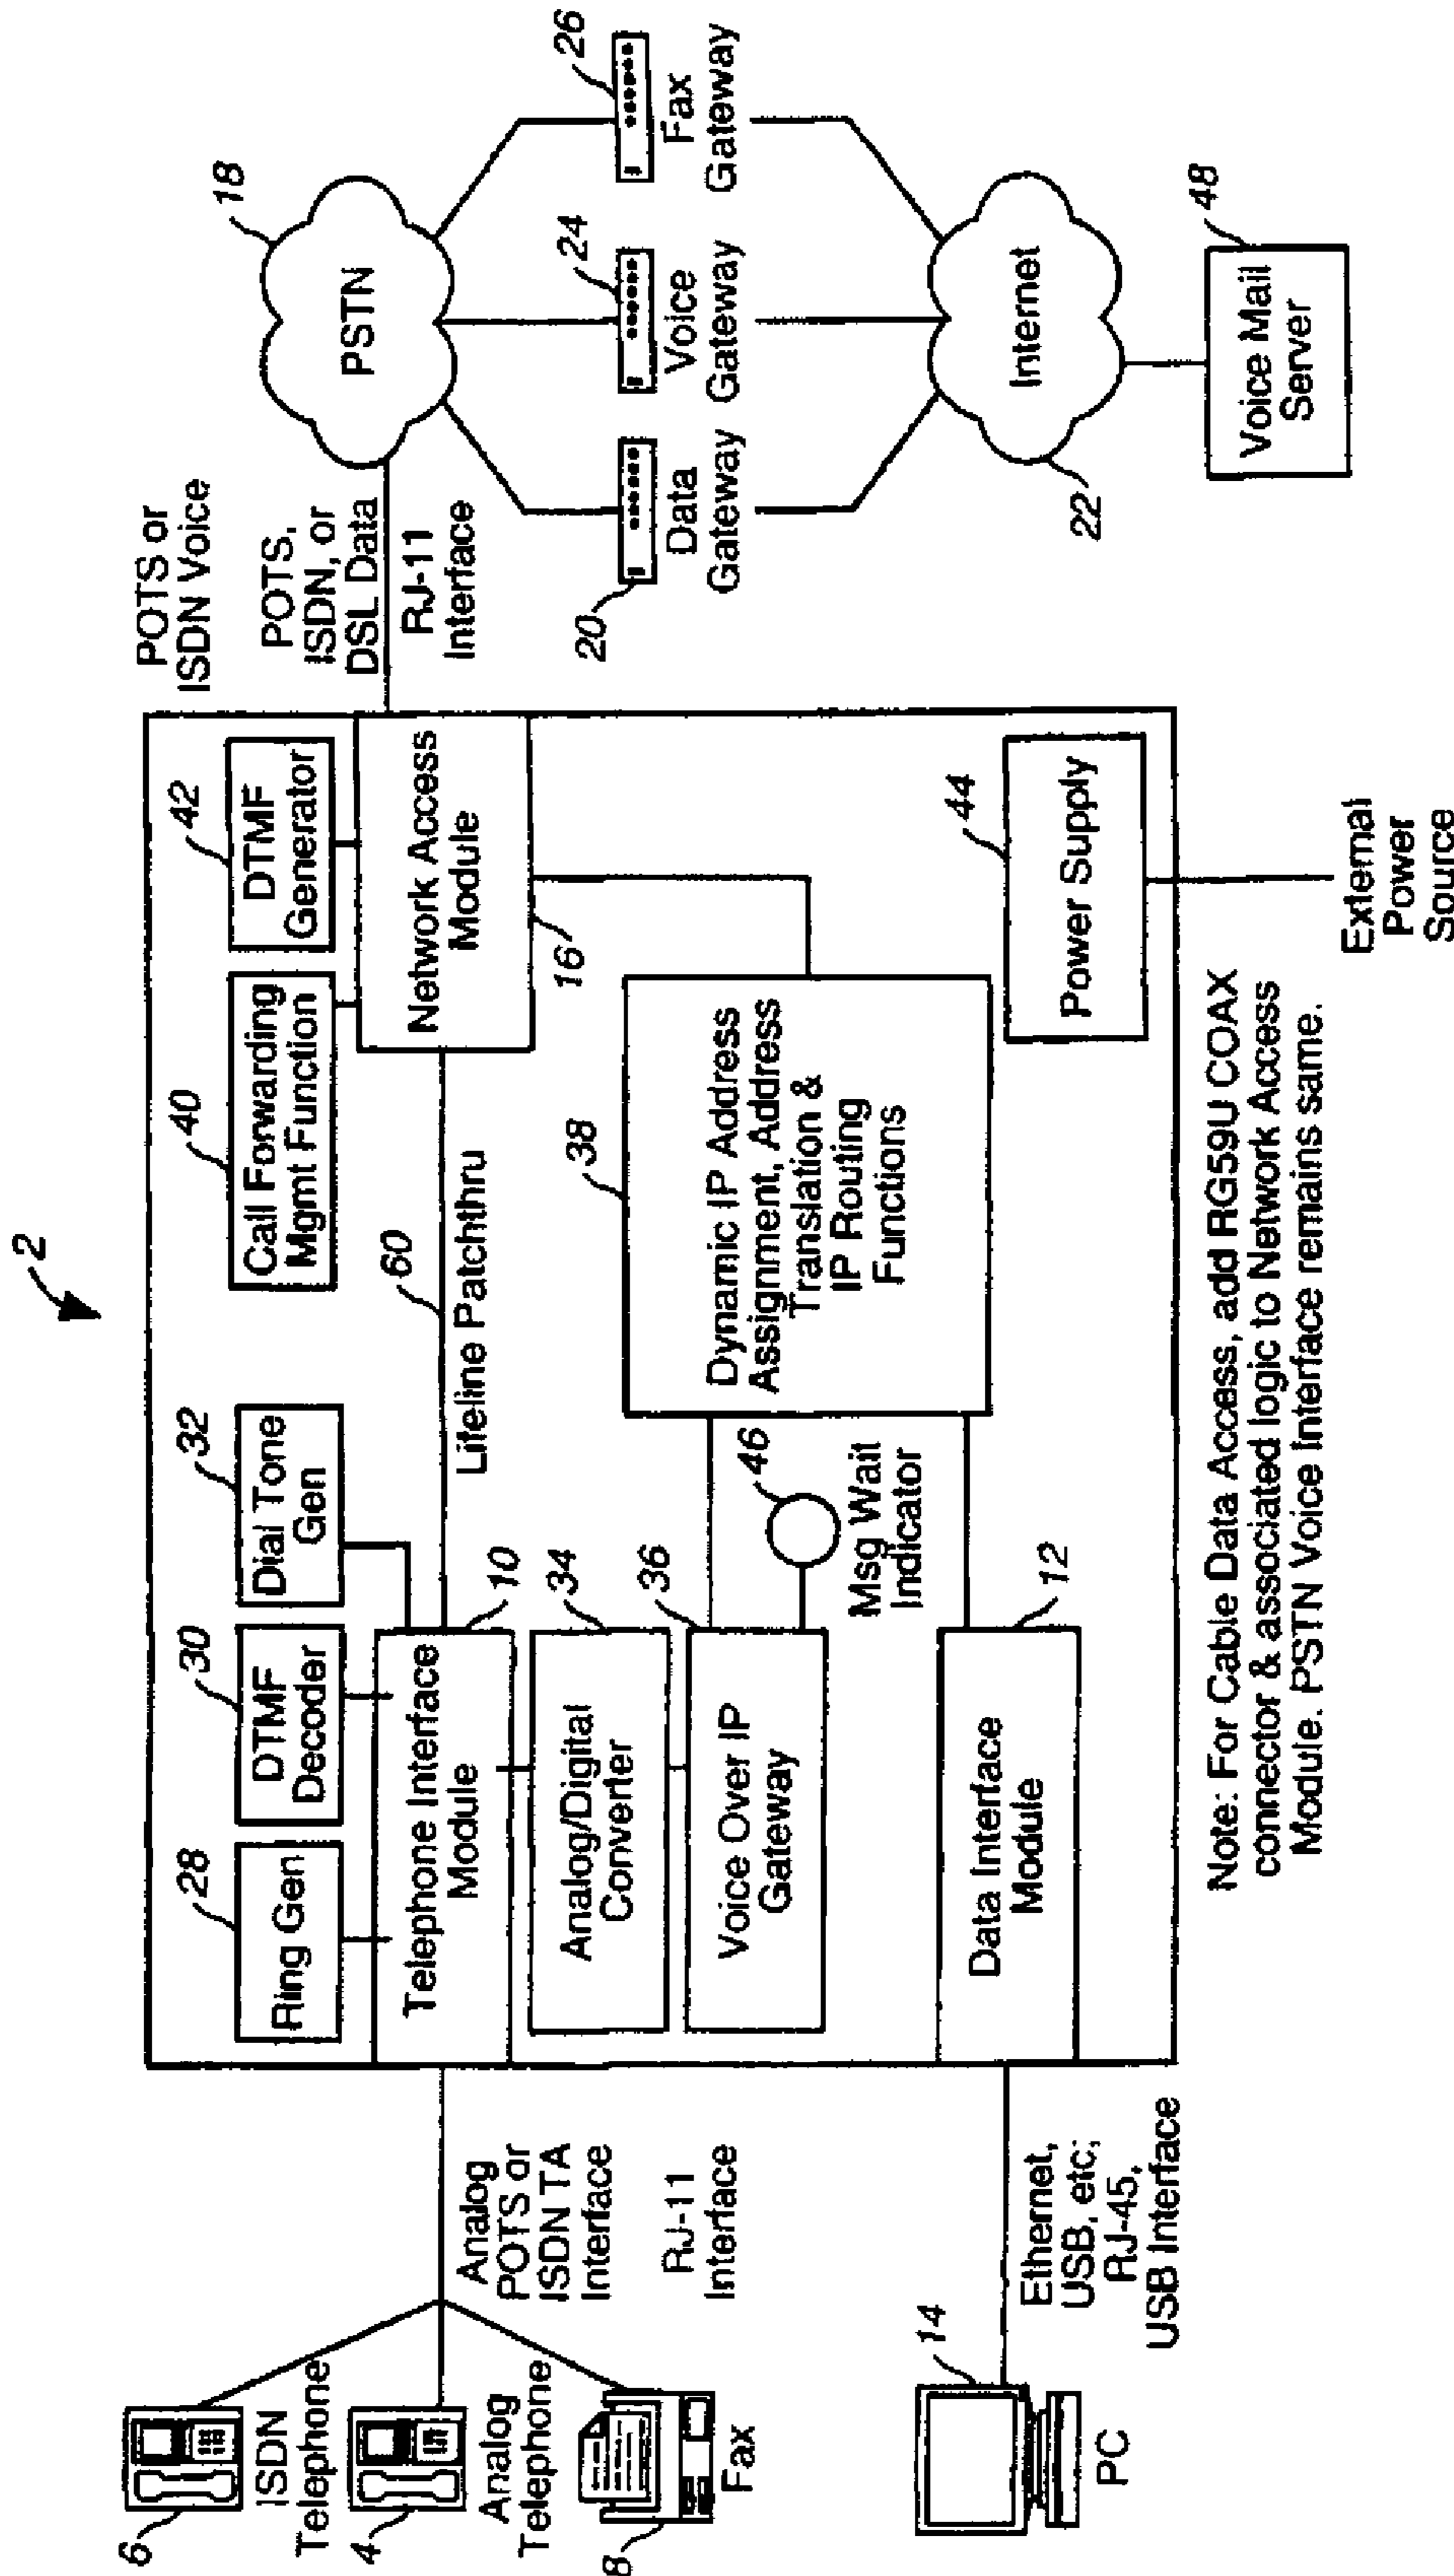 2
6
ISDN
Telephone
4
Analog
Telephone
8
Fax
14
PC
Analog
POTS or
ISDN TA
Interface
RJ-11
Interface
Ethernet,
USB, etc;
RJ-45,
USB Interface
28
Ring Gen
30
DTMF
Decoder
32
Dial Tone
Gen
40
Call Forwarding
Mgmt Function
42
DTMF
Generator
Telephone Interface
Module
10
60
Lifeline Patchthru
Network Access
Module
16
Analog/Digital
Converter
34
Voice Over IP
Gateway
36
46
Msg Wait
Indicator
38
Dynamic IP Address
Assignment, Address
Translation &
IP Routing
Functions
Data Interface
Module
12
44
Power Supply
External
Power
Source
POTS or
ISDN Voice
POTS,
ISDN, or
DSL Data
RJ-11
Interface
18
PSTN
20
Data
Gateway
24
Voice
Gateway
26
Fax
Gateway
Internet
22
48
Voice Mail
Server
Note: For Cable Data Access, add RG59U COAX
connector & associated logic to Network Access
Module. PSTN Voice Interface remains same.